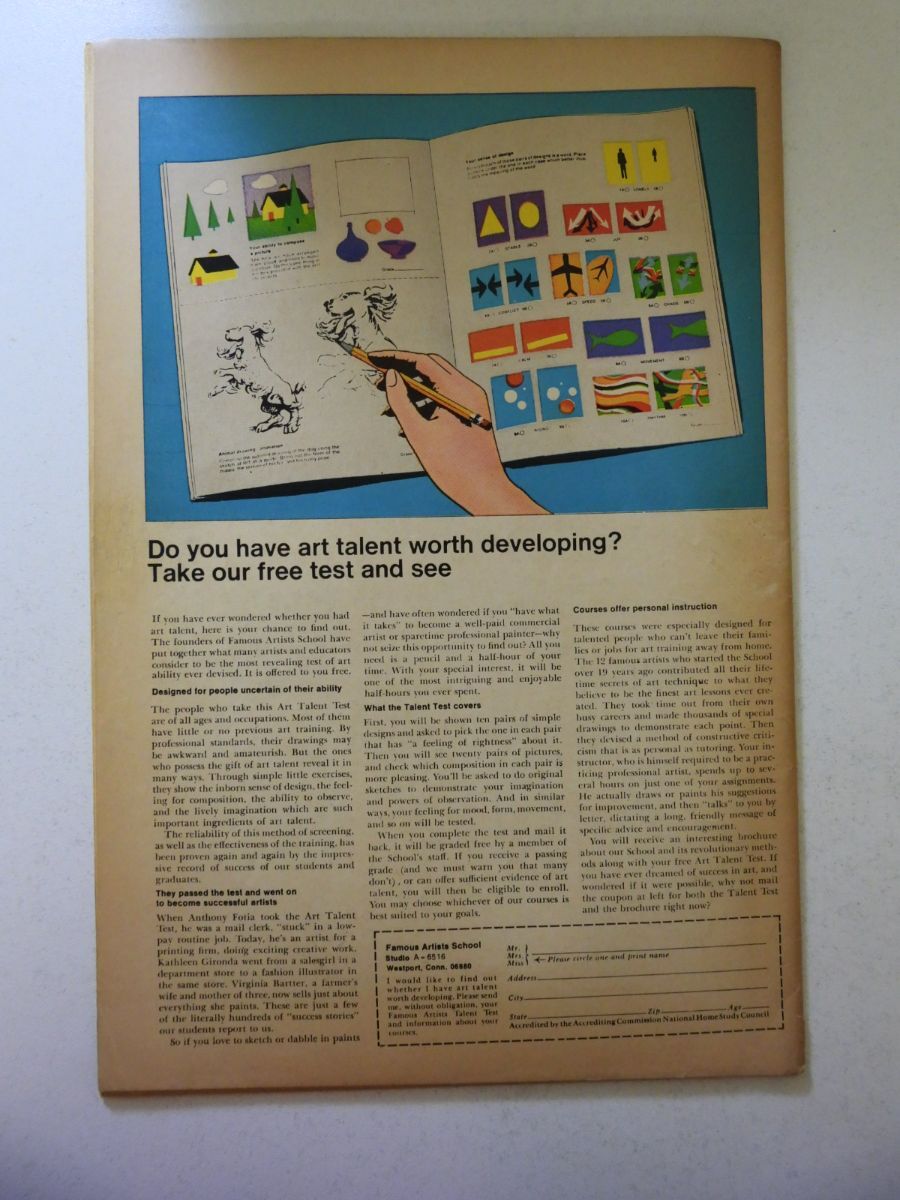 Your sense of design
LONELY
STABLE
JOY
CONFLICT
SPEED
CHAOS
CALM
MOVEMENT
Your ability to compose
a picture
Animal drawing
Do you have art talent worth developing?
Take our free test and see
If you have ever wondered whether you had
art talent, here is your chance to find out.
The founders of Famous Artists School have
put together what many artists and educators
consider to be the most revealing test of art
ability ever devised. It is offered to you free.
Designed for people uncertain of their ability
The people who take this Art Talent Test
are of all ages and occupations. Most of them
have little or no previous art training. By
professional standards, their drawings may
be awkward and amateurish. But the ones
who possess the gift of art talent reveal it in
many ways. Through simple little exercises,
they show the inborn sense of design, the feel-
ing for composition, the ability to observe,
and the lively imagination which are such
important ingredients of art talent.
The reliability of this method of screening,
as well as the effectiveness of the training, has
been proven again and again by the impres-
sive record of success of our students and
graduates.
They passed the test and went on
to become successful artists
When Anthony Fotia took the Art Talent
Test, he was a mail clerk, "stuck" in a low-
pay routine job. Today, he's an artist for a
printing firm, doing exciting creative work.
Kathleen Gironda went from a salesgirl in a
department store to a fashion illustrator in
the same store. Virginia Bartter, a farmer's
wife and mother of three, now sells just about
everything she paints. These are just a few
of the literally hundreds of "success stories"
our students report to us.
So if you love to sketch or dabble in paints
—and have often wondered if you "have what
it takes" to become a well-paid commercial
artist or sparetime professional painter—why
not seize this opportunity to find out? All you
need is a pencil and a half-hour of your
time. With your special interest, it will be
one of the most intriguing and enjoyable
half-hours you ever spent.
What the Talent Test covers
First, you will be shown ten pairs of simple
designs and asked to pick the one in each pair
that has "a feeling of rightness" about it.
Then you will see twenty pairs of pictures,
and check which composition in each pair is
more pleasing. You'll be asked to do original
sketches to demonstrate your imagination
and powers of observation. And in similar
ways, your feeling for mood, form, movement,
and so on will be tested.
When you complete the test and mail it
back, it will be graded free by a member of
the School's staff. If you receive a passing
grade (and we must warn you that many
don't), or can offer sufficient evidence of art
talent, you will then be eligible to enroll.
You may choose whichever of our courses is
best suited to your goals.
Courses offer personal instruction
These courses were especially designed for
talented people who can't leave their fami-
lies or jobs for art training away from home.
The 12 famous artists who started the School
over 19 years ago contributed all their life-
time secrets of art technique to what they
believe to be the finest art lessons ever cre-
ated. They took time out from their own
busy careers and made thousands of special
drawings to demonstrate each point. Then
they devised a method of constructive criti-
cism that is as personal as tutoring. Your in-
structor, who is himself required to be a prac-
ticing professional artist, spends up to sev-
eral hours on just one of your assignments.
He actually draws or paints his suggestions
for improvement, and then "talks" to you by
letter, dictating a long, friendly message of
specific advice and encouragement.
You will receive an interesting brochure
about our School and its revolutionary meth-
ods along with your free Art Talent Test. If
you have ever dreamed of success in art, and
wondered if it were possible, why not mail
the coupon at left for both the Talent Test
and the brochure right now?
Famous Artists School
Studio A-6516
Westport, Conn. 06880
I would like to find out
whether I have art talent
worth developing. Please send
me, without obligation, your
Famous Artists Talent Test
and information about your
courses.
Mr.
Mrs.
Miss
Please circle one and print name
Address
City
State Zip Age
Accredited by the Accrediting Commission National Home Study Council